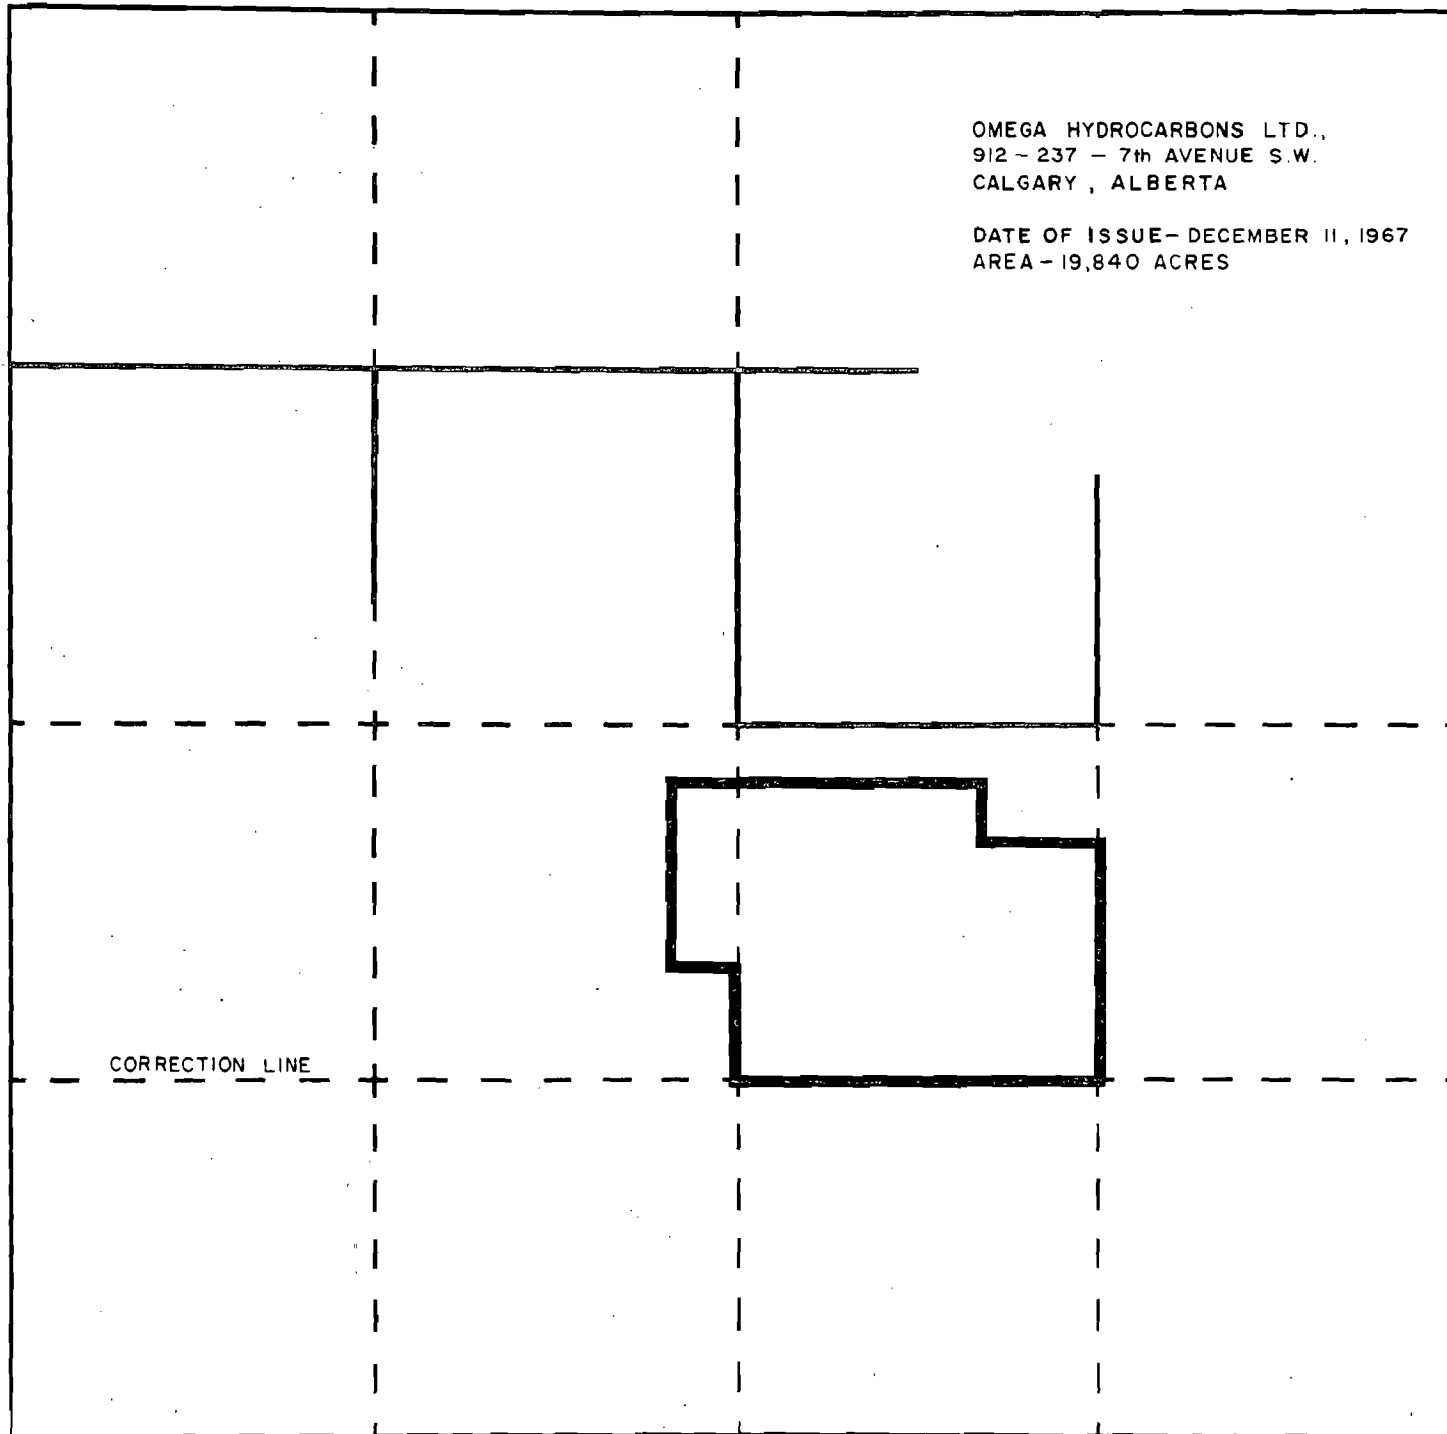 OMEGA HYDROCARBONS LTD.,
912 - 237 - 7th AVENUE S.W.
CALGARY, ALBERTA
DATE OF ISSUE - DECEMBER 11, 1967
AREA - 19,840 ACRES
CORRECTION LINE